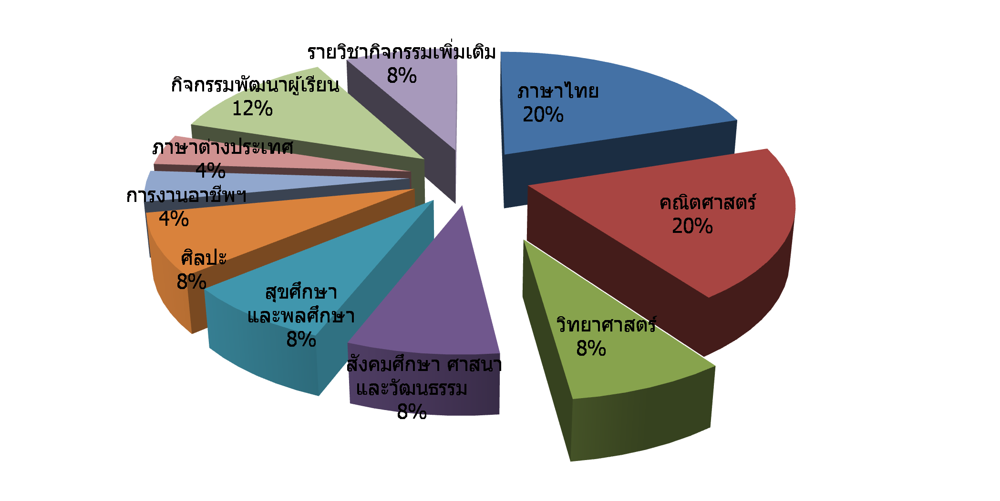 รายวิชากิจกรรมเพิ่มเติม
8%
ภาษาไทย
20%
คณิตศาสตร์
20%
วิทยาศาสตร์
8%
สังคมศึกษา ศาสนา
และวัฒนธรรม
8%
สุขศึกษา
และพลศึกษา
8%
ศิลปะ
8%
การงานอาชีพฯ
4%
ภาษาต่างประเทศ
4%
กิจกรรมพัฒนาผู้เรียน
12%